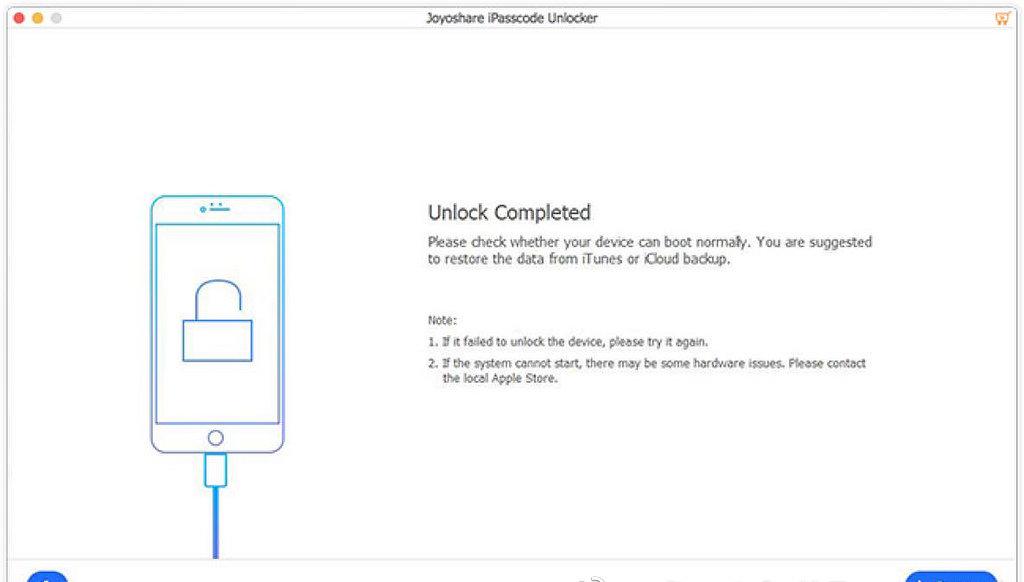 Joyoshare iPasscode Unlocker
Unlock Completed
Please check whether your device can boot normally. You are suggested
to restore the data from iTunes or iCloud backup.
Note:
1. If it failed to unlock the device, please try it again.
2. If the system cannot start, there may be some hardware issues. Please contact
the local Apple Store.